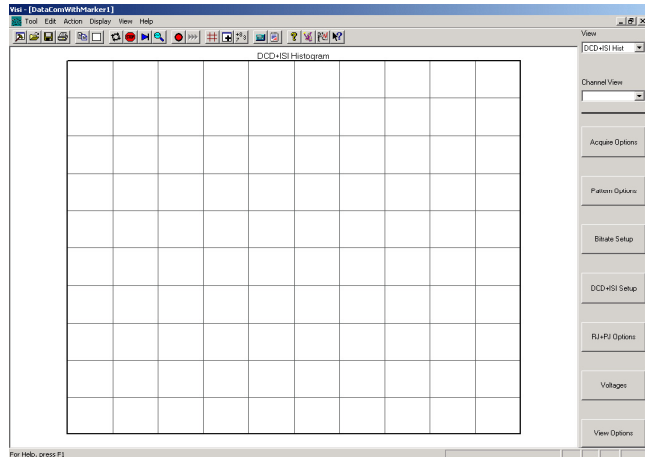 Visi - [DataComWithMarker1]
Tool Edit Action Display View Help
View
DCD+ISI Hist
DCD+ISI Histogram
Channel View
Acquire Options
Pattern Options
Bitrate Setup
DCD+ISI Setup
RJ+PJ Options
Voltages
View Options
For Help, press F1